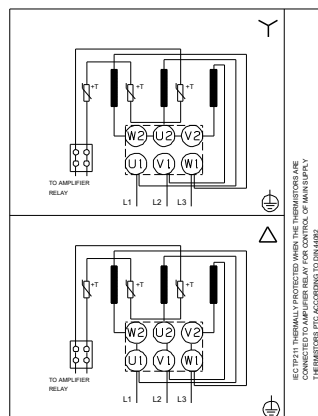 +T +T +T
W2 U2 V2
U1 V1 W1
TO AMPLIFIER
RELAY
L1 L2 L3
+T +T +T
W2 U2 V2
U1 V1 W1
TO AMPLIFIER
RELAY
L1 L2 L3
IEC TP211 THERMALLY PROTECTED WHEN THE THERMISTORS ARE
CONNECTED TO AMPLIFIER RELAY FOR CONTROL OF MAIN SUPPLY
THERMISTORS PTC ACCORDING TO DIN 44082